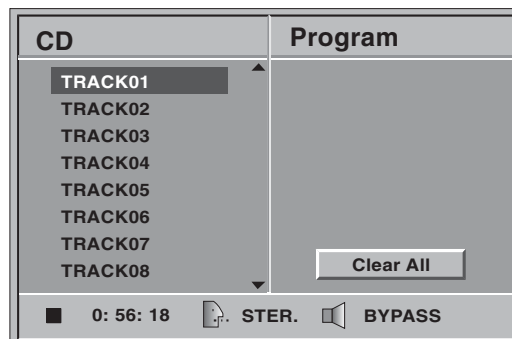 CD
Program
TRACK01
TRACK02
TRACK03
TRACK04
TRACK05
TRACK06
TRACK07
TRACK08
Clear All
0: 56: 18 STER. BYPASS